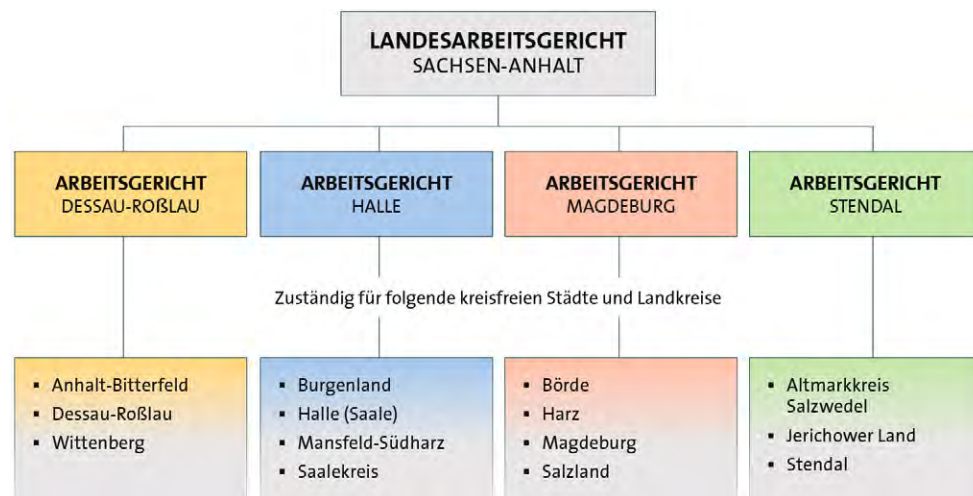 LANDESARBEITSGERICHT
SACHSEN-ANHALT
ARBEITSGERICHT
DESSAU-ROẞLAU
ARBEITSGERICHT
HALLE
ARBEITSGERICHT
MAGDEBURG
ARBEITSGERICHT
STENDAL
Zuständig für folgende kreisfreien Städte und Landkreise
▪ Anhalt-Bitterfeld
▪ Dessau-Roßlau
▪ Wittenberg
▪ Burgenland
▪ Halle (Saale)
▪ Mansfeld-Südharz
▪ Saalekreis
▪ Börde
▪ Harz
▪ Magdeburg
▪ Salzland
▪ Altmarkkreis
Salzwedel
▪ Jerichower Land
▪ Stendal